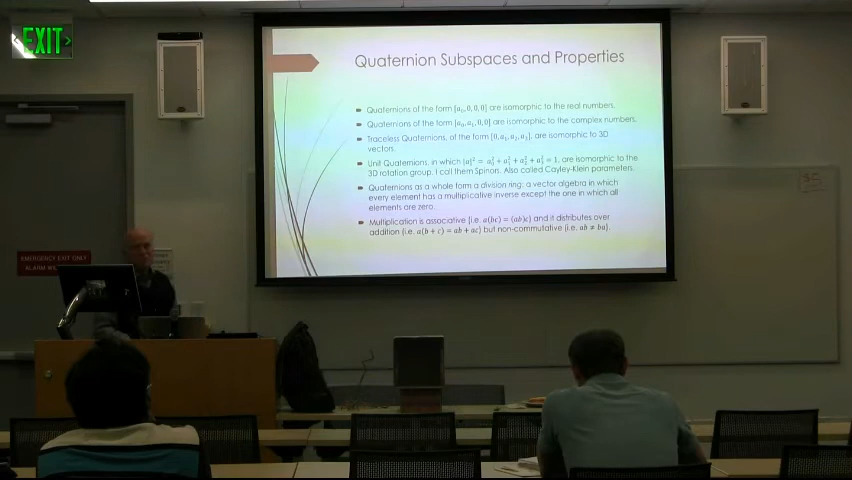 EXIT
Quaternion Subspaces and Properties
Quaternions of the form [a₀, 0, 0, 0] are isomorphic to the real numbers.
Quaternions of the form [a₀, a₁, 0, 0] are isomorphic to the complex numbers.
Traceless Quaternions, of the form [0, a₁, a₂, a₃], are isomorphic to 3D
vectors.
Unit Quaternions, in which |a|² = a₀² + a₁² + a₂² + a₃² = 1, are isomorphic to the
3D rotation group. I call them Spinors. Also called Cayley-Klein parameters.
Quaternions as a whole form a division ring: a vector algebra in which
every element has a multiplicative inverse except the one in which all
elements are zero.
Multiplication is associative (i.e. a(bc) = (ab)c) and it distributes over
addition (i.e. a(b + c) = ab + ac) but non-commutative (i.e. ab ≠ ba).
EMERGENCY EXIT ONLY
ALARM